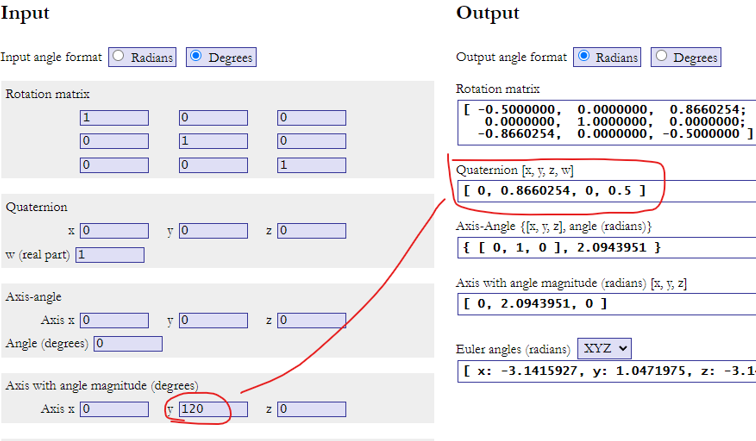 Input
Input angle format Radians Degrees
Rotation matrix
1 0 0
0 1 0
0 0 1
Quaternion
x 0 y 0 z 0
w (real part) 1
Axis-angle
Axis x 0 y 0 z 0
Angle (degrees) 0
Axis with angle magnitude (degrees)
Axis x 0 y 120 z 0
Output
Output angle format Radians Degrees
Rotation matrix
[ -0.5000000, 0.0000000, 0.8660254;
0.0000000, 1.0000000, 0.0000000;
-0.8660254, 0.0000000, -0.5000000 ]
Quaternion [x, y, z, w]
[ 0, 0.8660254, 0, 0.5 ]
Axis-Angle {[x, y, z], angle (radians)}
{ [ 0, 1, 0 ], 2.0943951 }
Axis with angle magnitude (radians) [x, y, z]
[ 0, 2.0943951, 0 ]
Euler angles (radians) XYZ
[ x: -3.1415927, y: 1.0471975, z: -3.1